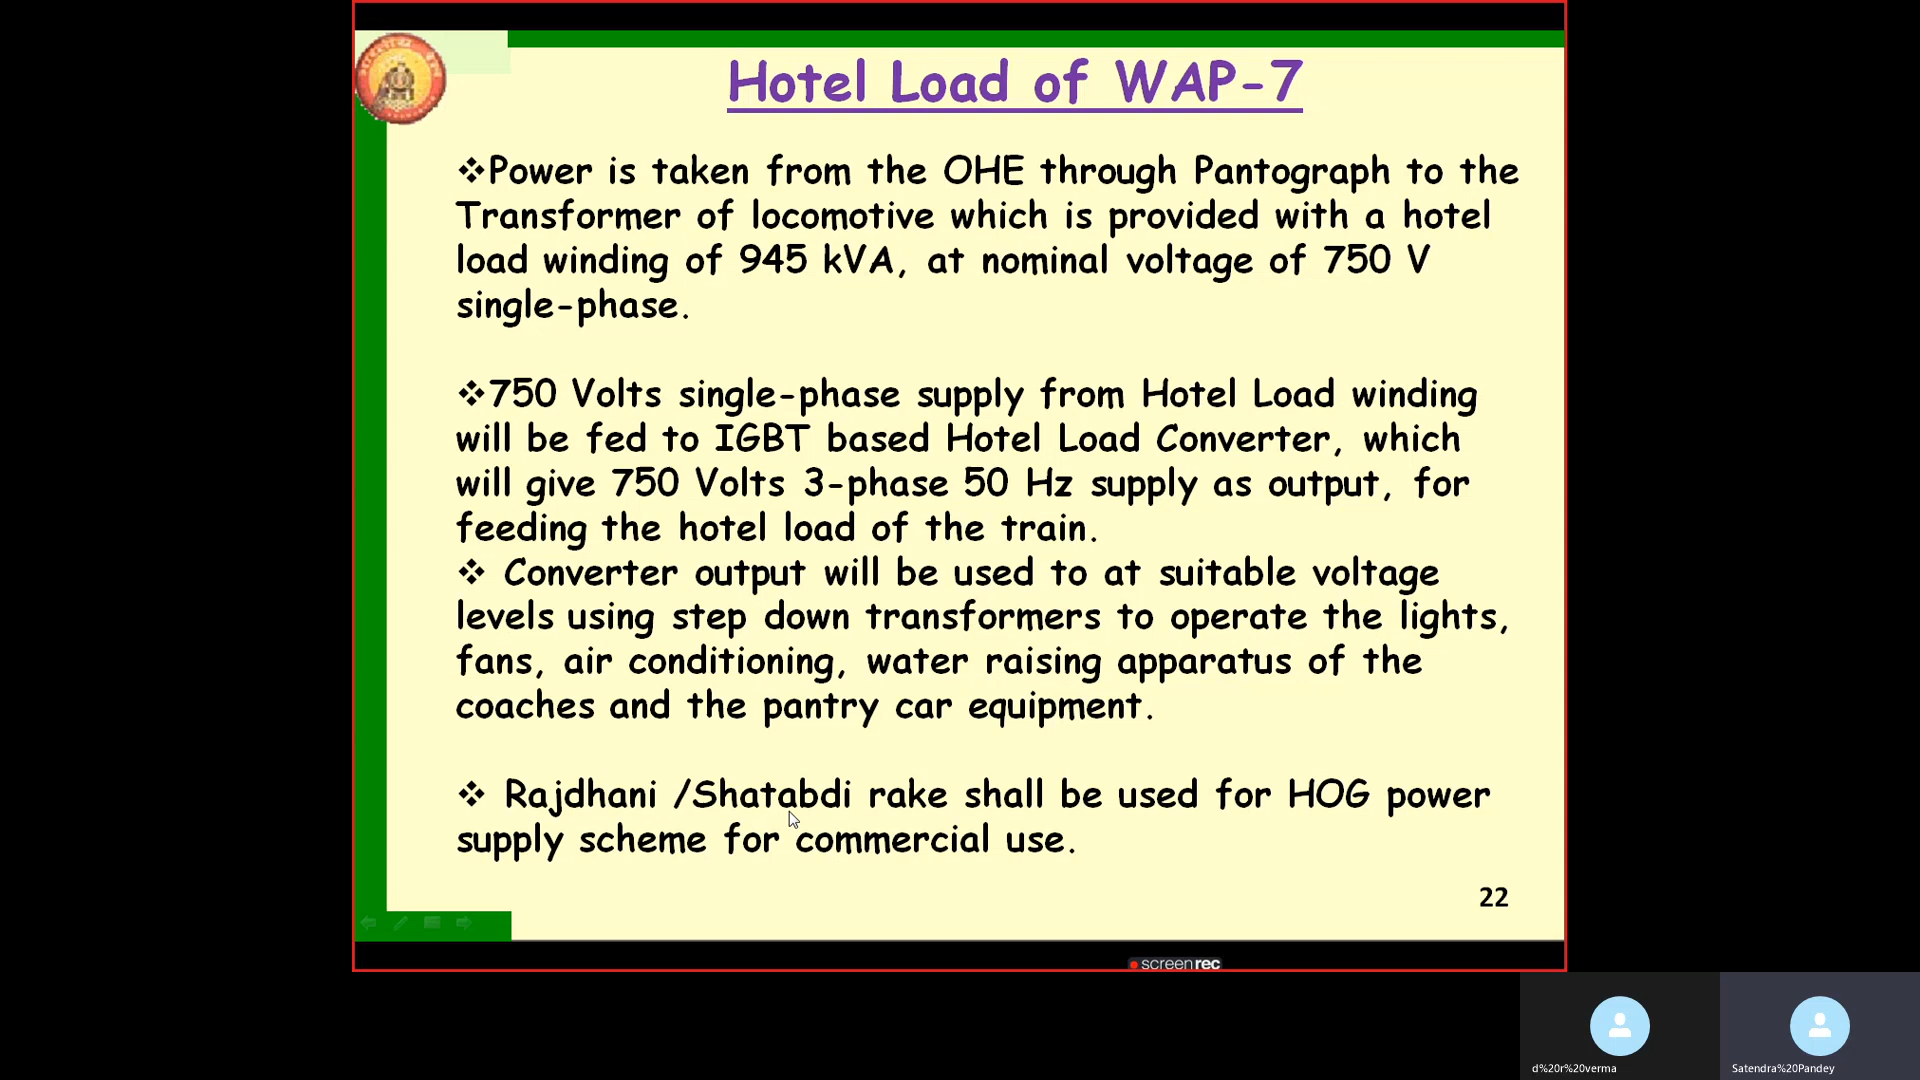 Hotel Load of WAP-7
❖Power is taken from the OHE through Pantograph to the
Transformer of locomotive which is provided with a hotel
load winding of 945 kVA, at nominal voltage of 750 V
single-phase.
❖750 Volts single-phase supply from Hotel Load winding
will be fed to IGBT based Hotel Load Converter, which
will give 750 Volts 3-phase 50 Hz supply as output, for
feeding the hotel load of the train.
❖ Converter output will be used to at suitable voltage
levels using step down transformers to operate the lights,
fans, air conditioning, water raising apparatus of the
coaches and the pantry car equipment.
❖ Rajdhani /Shatabdi rake shall be used for HOG power
supply scheme for commercial use.
22
screenrec
d%20r%20verma
Satendra%20Pandey